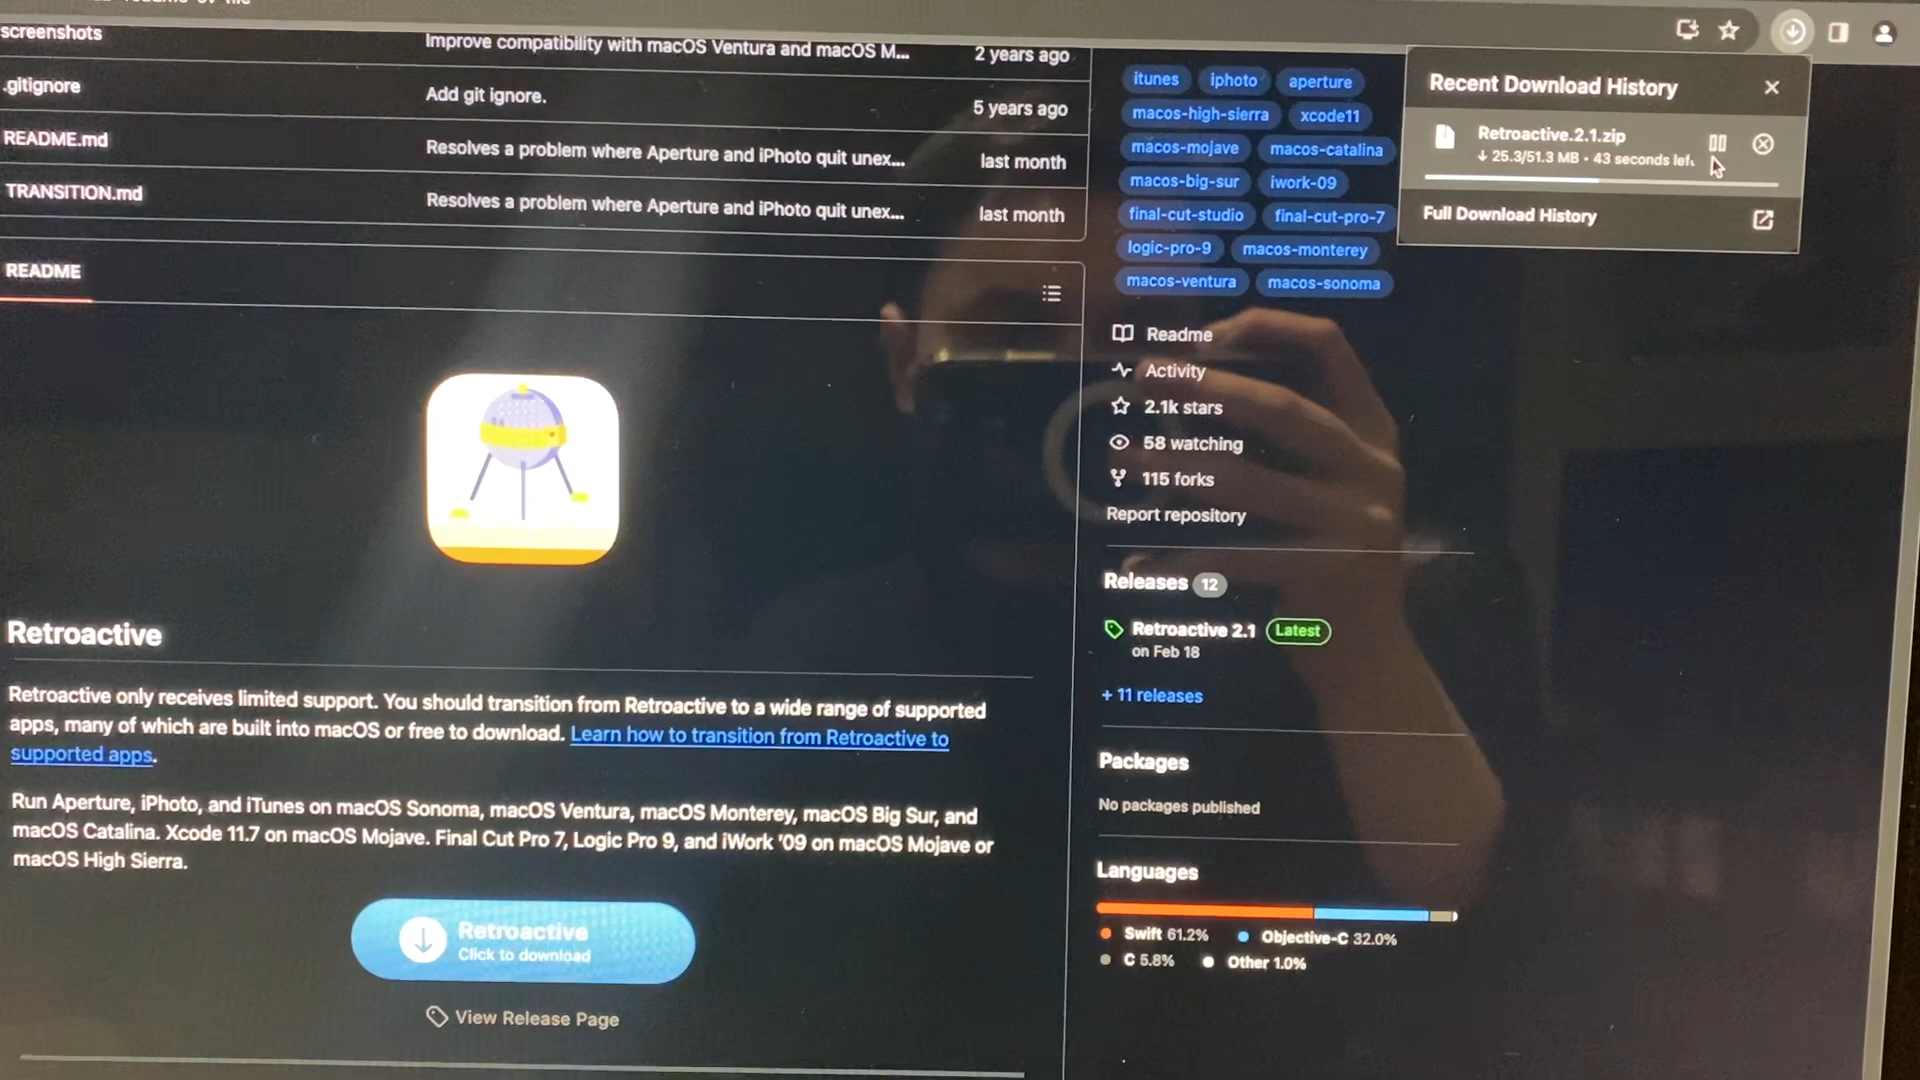 screenshots
Improve compatibility with macOS Ventura and macOS M...
2 years ago
.gitignore
Add git ignore.
5 years ago
README.md
Resolves a problem where Aperture and iPhoto quit unex...
last month
TRANSITION.md
Resolves a problem where Aperture and iPhoto quit unex...
last month
README
Retroactive
Retroactive only receives limited support. You should transition from Retroactive to a wide range of supported
apps, many of which are built into macOS or free to download. Learn how to transition from Retroactive to
supported apps.
Run Aperture, iPhoto, and iTunes on macOS Sonoma, macOS Ventura, macOS Monterey, macOS Big Sur, and
macOS Catalina. Xcode 11.7 on macOS Mojave. Final Cut Pro 7, Logic Pro 9, and iWork '09 on macOS Mojave or
macOS High Sierra.
Retroactive
Click to download
View Release Page
itunes iphoto aperture
macos-high-sierra xcode11
macos-mojave macos-catalina
macos-big-sur iwork-09
final-cut-studio final-cut-pro-7
logic-pro-9 macos-monterey
macos-ventura macos-sonoma
Readme
Activity
2.1k stars
58 watching
115 forks
Report repository
Releases 12
Retroactive 2.1 Latest
on Feb 18
+ 11 releases
Packages
No packages published
Languages
Swift 61.2% Objective-C 32.0%
C 5.8% Other 1.0%
Recent Download History
Retroactive.2.1.zip
25.3/51.3 MB • 43 seconds left
Full Download History